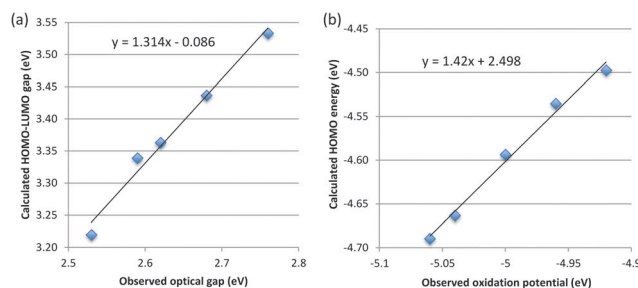 (a)
y = 1.314x - 0.086
Calculated HOMO-LUMO gap (eV)
3.55
3.50
3.45
3.40
3.35
3.30
3.25
3.20
2.5
2.6
2.7
2.8
Observed optical gap (eV)
(b)
y = 1.42x + 2.498
Calculated HOMO energy (eV)
-4.45
-4.50
-4.55
-4.60
-4.65
-4.70
-5.1
-5.05
-5
-4.95
-4.9
Observed oxidation potential (eV)